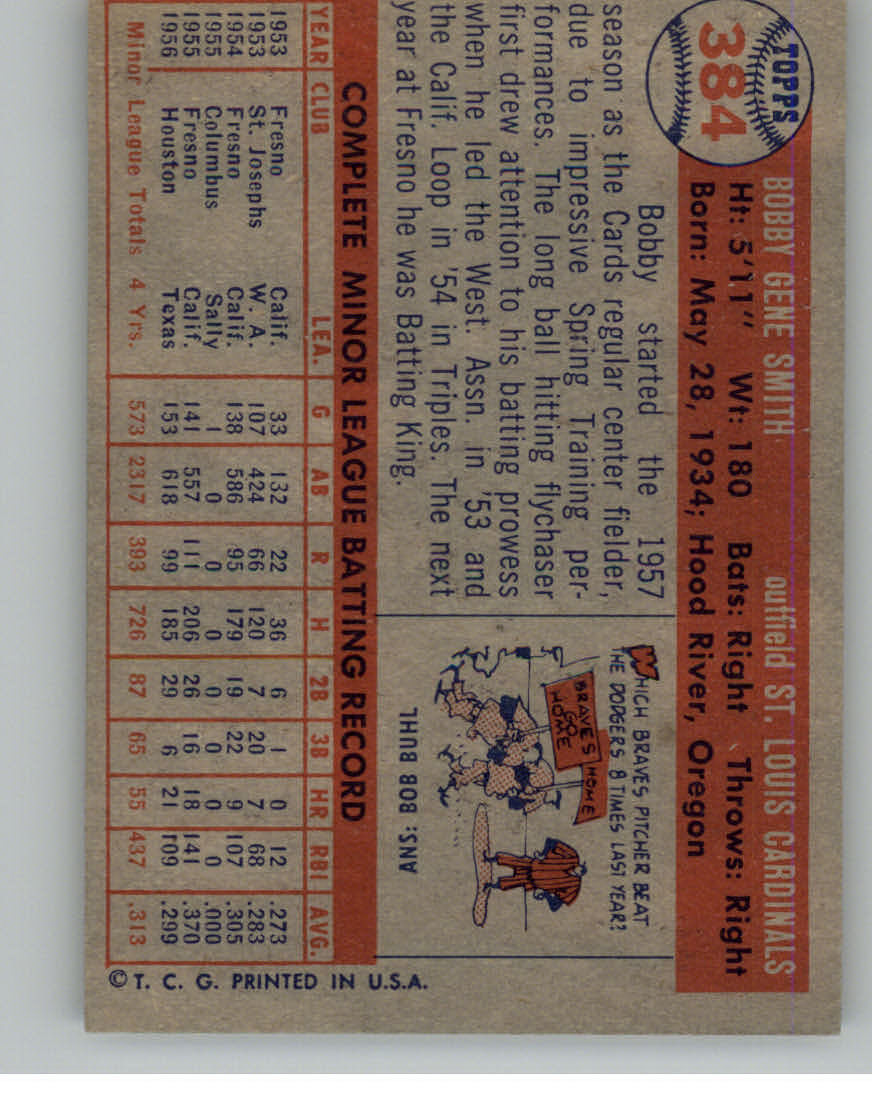 TOPPS
384
BOBBY GENE SMITH outfield ST. LOUIS CARDINALS
Ht: 5'11" Wt: 180 Bats: Right Throws: Right
Born: May 28, 1934; Hood River, Oregon
Bobby started the 1957
season as the Cards regular center fielder,
due to impressive Spring Training per-
formances. The long ball hitting flychaser
first drew attention to his batting prowess
when he led the West. Assn. in '53 and
the Calif. Loop in '54 in Triples. The next
year at Fresno he was Batting King.
WHICH BRAVES PITCHER BEAT
THE DODGERS 8 TIMES LAST YEAR?
BRAVES
GO
HOME
HOME
ANS: BOB BUHL
COMPLETE MINOR LEAGUE BATTING RECORD
YEAR CLUB LEA. G AB R H 2B 3B HR RBI AVG.
1953 Fresno Calif. 33 132 22 36 6 1 0 12 .273
1953 St. Josephs W. A. 107 424 66 120 7 20 7 68 .283
1954 Fresno Calif. 138 586 95 179 19 22 9 107 .305
1955 Columbus Sally 1 0 0 0 0 0 0 0 .000
1955 Fresno Calif. 141 557 111 206 26 16 18 141 .370
1956 Houston Texas 153 618 99 185 29 6 21 109 .299
Minor League Totals 4 Yrs. 573 2317 393 726 87 65 55 437 .313
© T. C. G. PRINTED IN U.S.A.